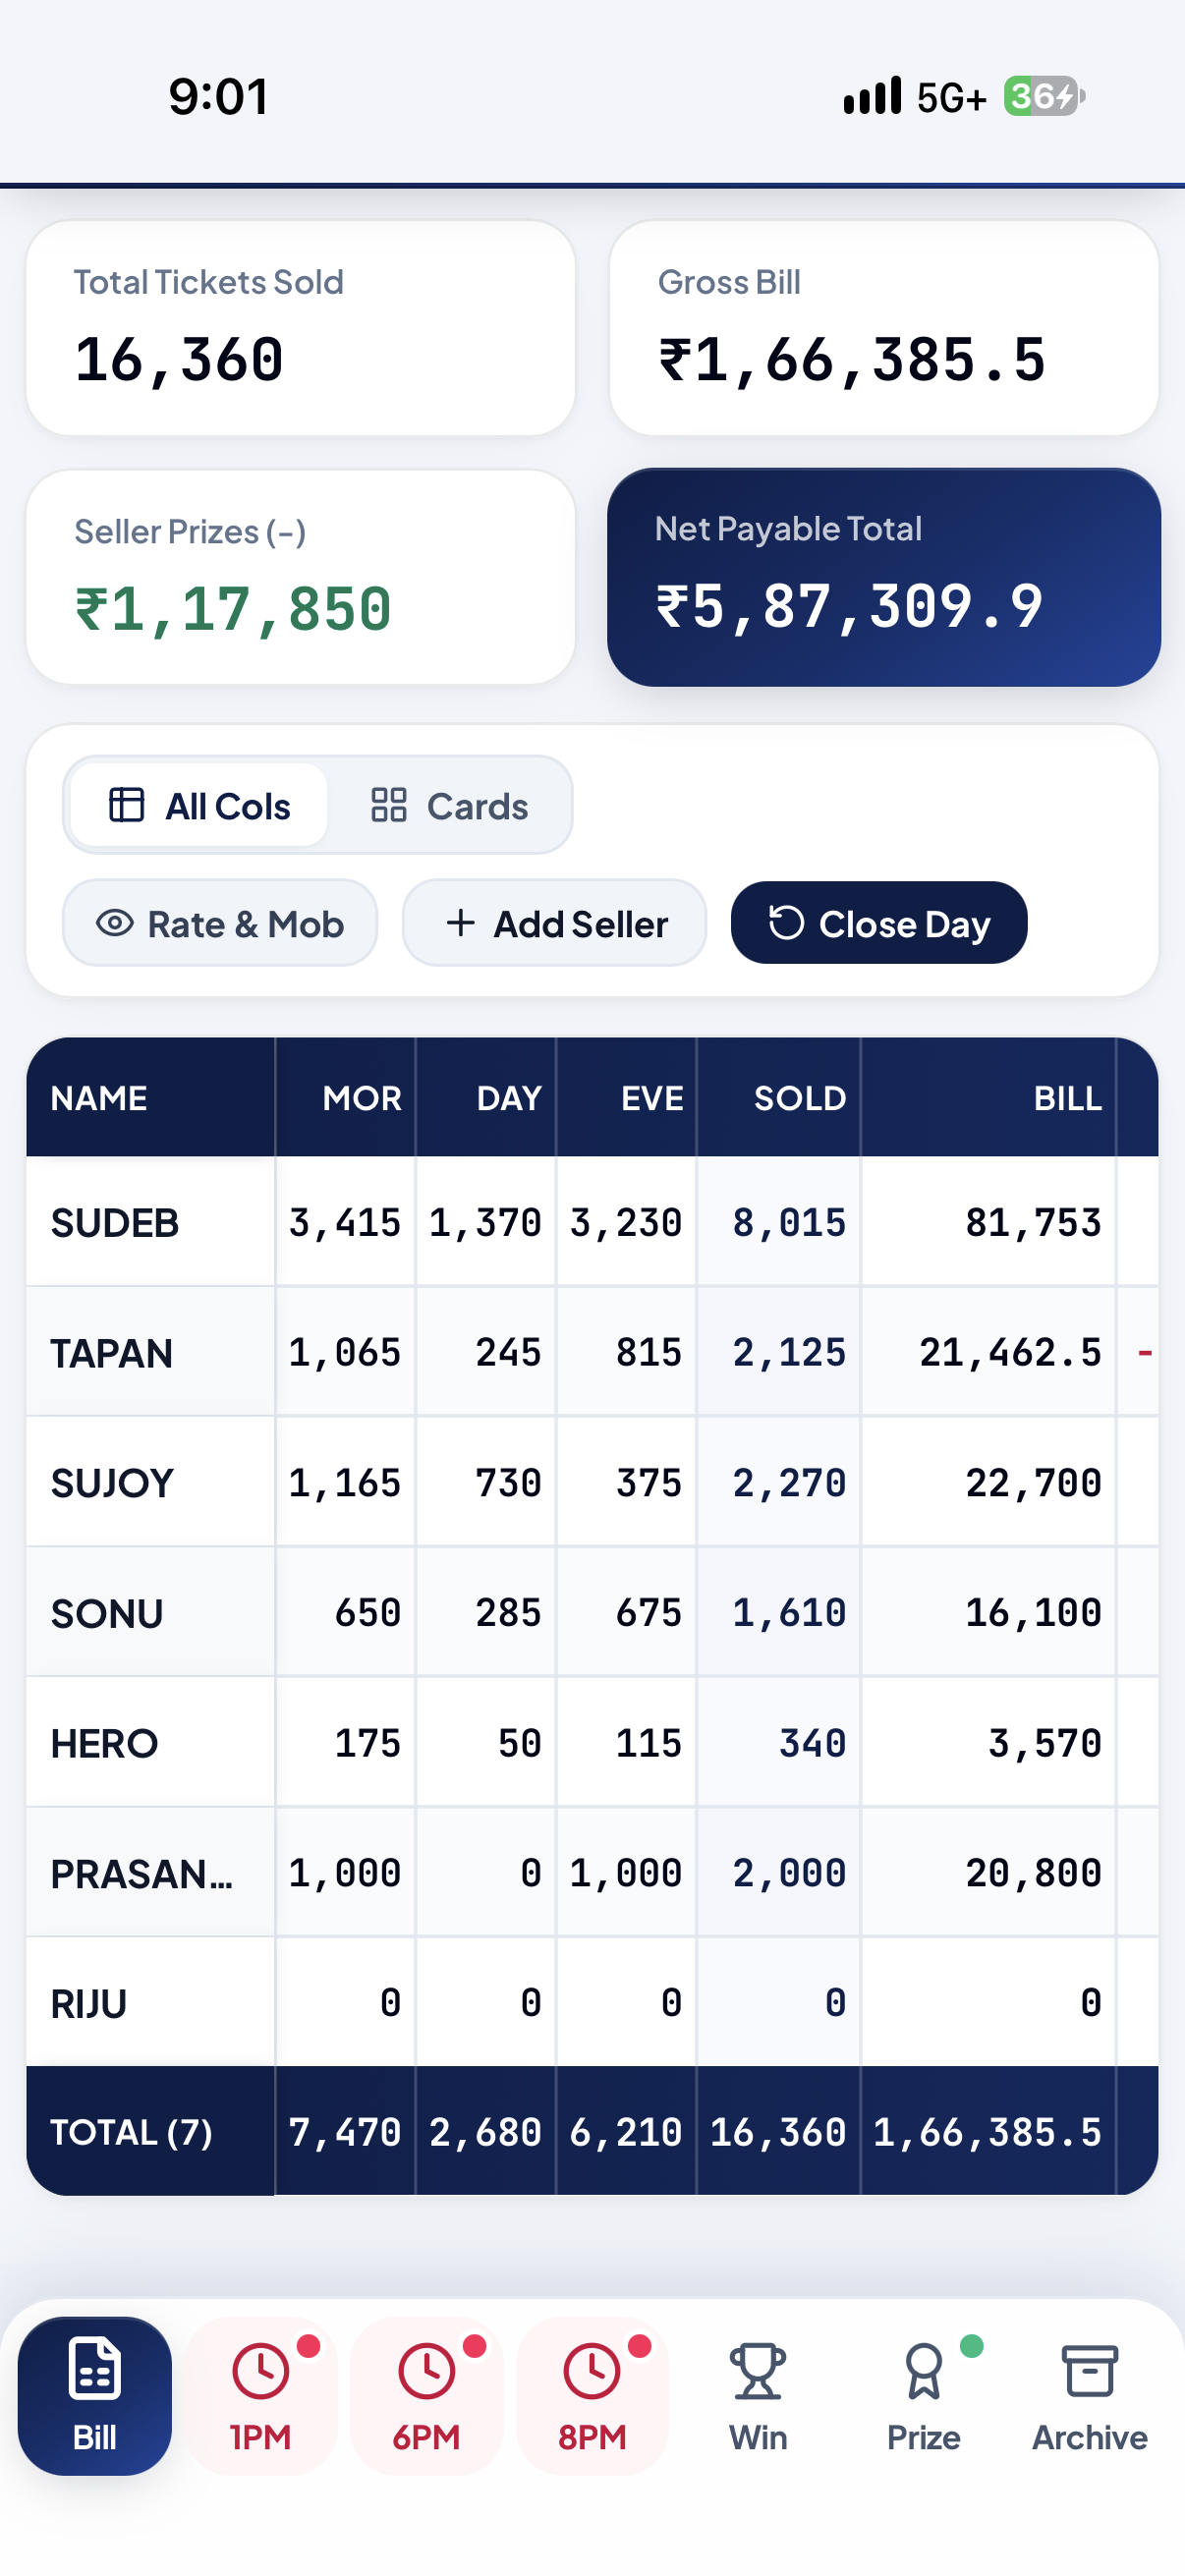 9:01 5G+ 36
Total Tickets Sold
16,360
Gross Bill
₹1,66,385.5
Seller Prizes (-)
₹1,17,850
Net Payable Total
₹5,87,309.9
All Cols Cards
Rate & Mob + Add Seller Close Day
NAME MOR DAY EVE SOLD BILL
SUDEB 3,415 1,370 3,230 8,015 81,753
TAPAN 1,065 245 815 2,125 21,462.5 -
SUJOY 1,165 730 375 2,270 22,700
SONU 650 285 675 1,610 16,100
HERO 175 50 115 340 3,570
PRASAN... 1,000 0 1,000 2,000 20,800
RIJU 0 0 0 0 0
TOTAL (7) 7,470 2,680 6,210 16,360 1,66,385.5
Bill 1PM 6PM 8PM Win Prize Archive